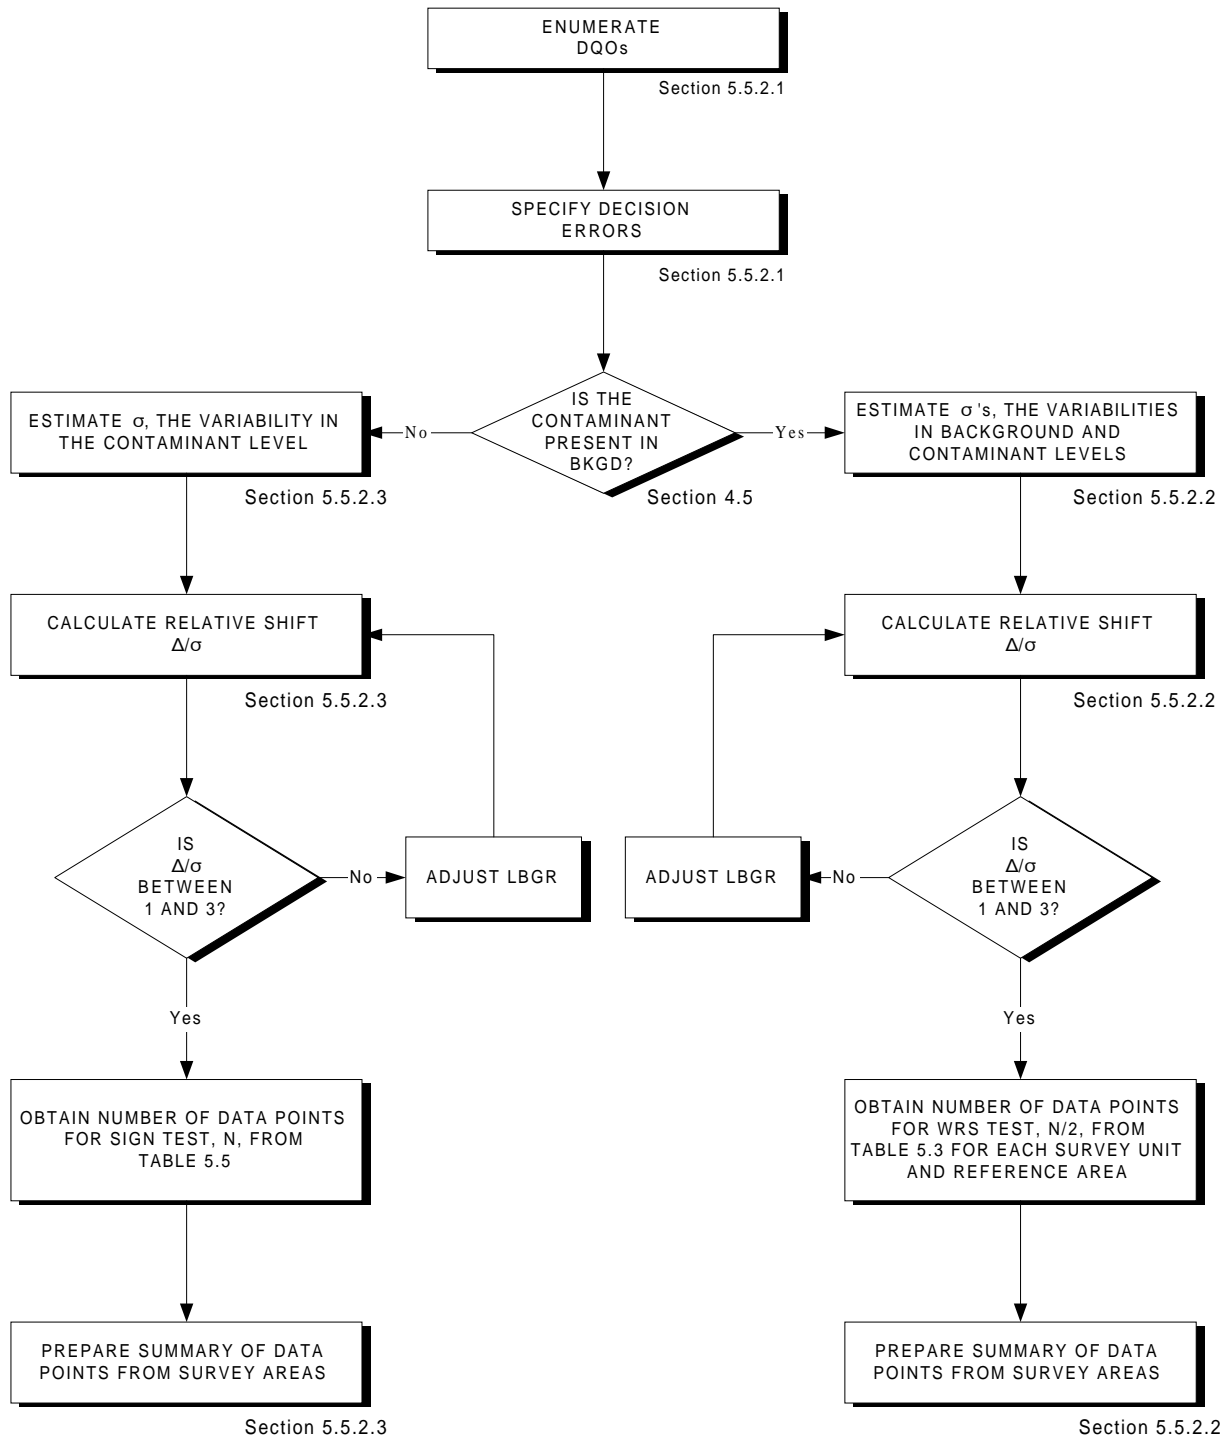 ENUMERATE
DQOs
Section 5.5.2.1
SPECIFY DECISION
ERRORS
Section 5.5.2.1
IS THE
CONTAMINANT
PRESENT IN
BKGD?
Section 4.5
No
Yes
ESTIMATE σ, THE VARIABILITY IN
THE CONTAMINANT LEVEL
Section 5.5.2.3
ESTIMATE σ's, THE VARIABILITIES
IN BACKGROUND AND
CONTAMINANT LEVELS
Section 5.5.2.2
CALCULATE RELATIVE SHIFT
Δ/σ
Section 5.5.2.3
CALCULATE RELATIVE SHIFT
Δ/σ
Section 5.5.2.2
IS
Δ/σ
BETWEEN
1 AND 3?
No
ADJUST LBGR
ADJUST LBGR
No
IS
Δ/σ
BETWEEN
1 AND 3?
Yes
Yes
OBTAIN NUMBER OF DATA POINTS
FOR SIGN TEST, N, FROM
TABLE 5.5
OBTAIN NUMBER OF DATA POINTS
FOR WRS TEST, N/2, FROM
TABLE 5.3 FOR EACH SURVEY UNIT
AND REFERENCE AREA
PREPARE SUMMARY OF DATA
POINTS FROM SURVEY AREAS
Section 5.5.2.3
PREPARE SUMMARY OF DATA
POINTS FROM SURVEY AREAS
Section 5.5.2.2